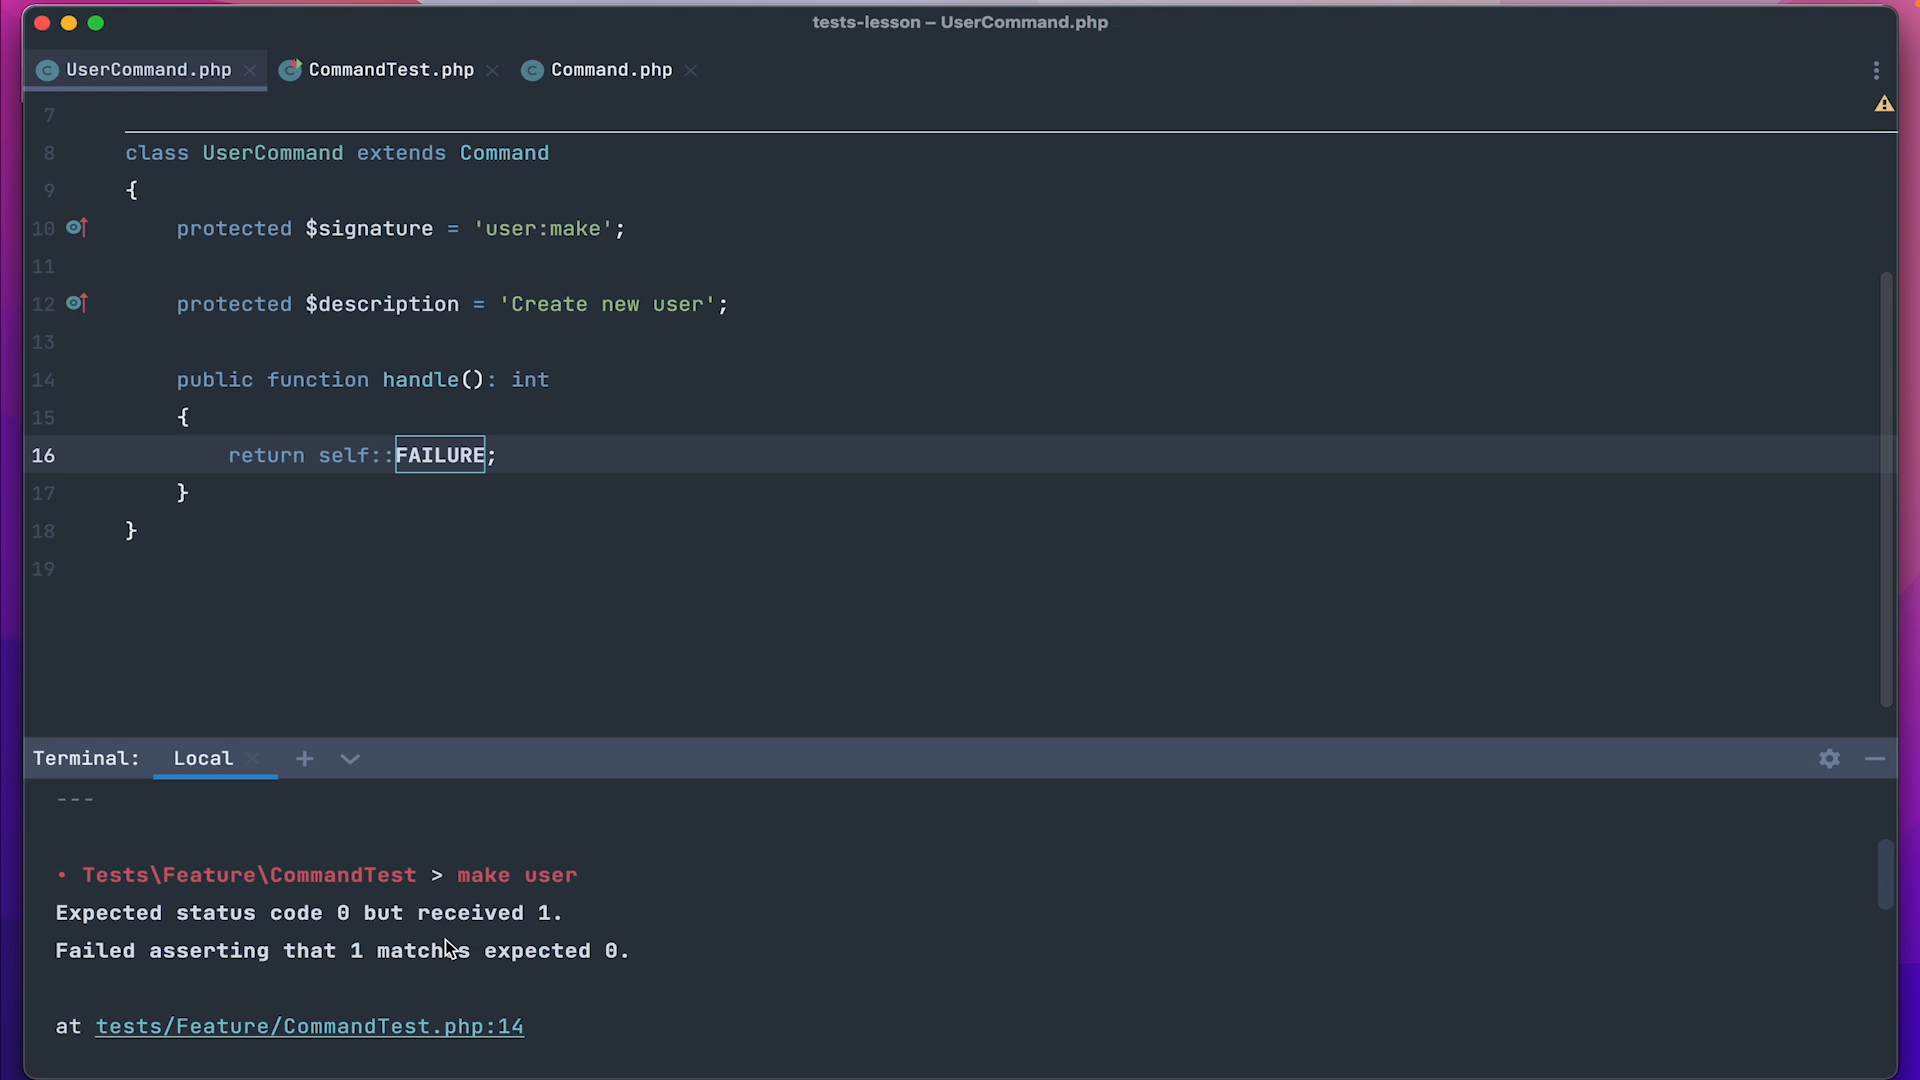 tests-lesson – UserCommand.php
UserCommand.php CommandTest.php Command.php
7
8 class UserCommand extends Command
9 {
10 protected $signature = 'user:make';
11
12 protected $description = 'Create new user';
13
14 public function handle(): int
15 {
16 return self::FAILURE;
17 }
18 }
19
Terminal: Local
---
• Tests\Feature\CommandTest > make user
Expected status code 0 but received 1.
Failed asserting that 1 matches expected 0.
at tests/Feature/CommandTest.php:14